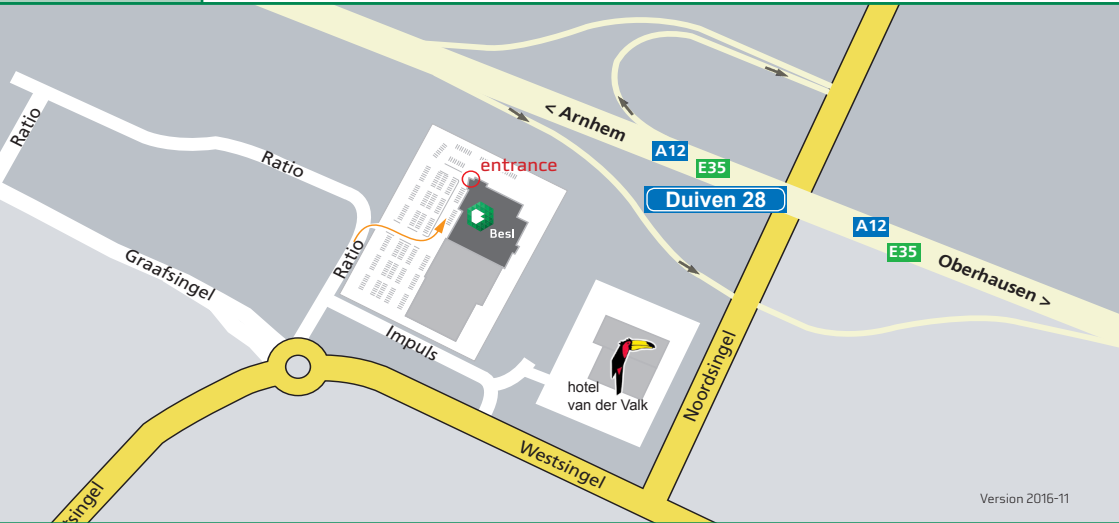 < Arnhem
A12
E35
Duiven 28
A12
E35
Oberhausen >
Ratio
Ratio
entrance
Besl
Ratio
Graafsingel
Impuls
hotel
van der Valk
Noordsingel
Westsingel
tsingel
Version 2016-11